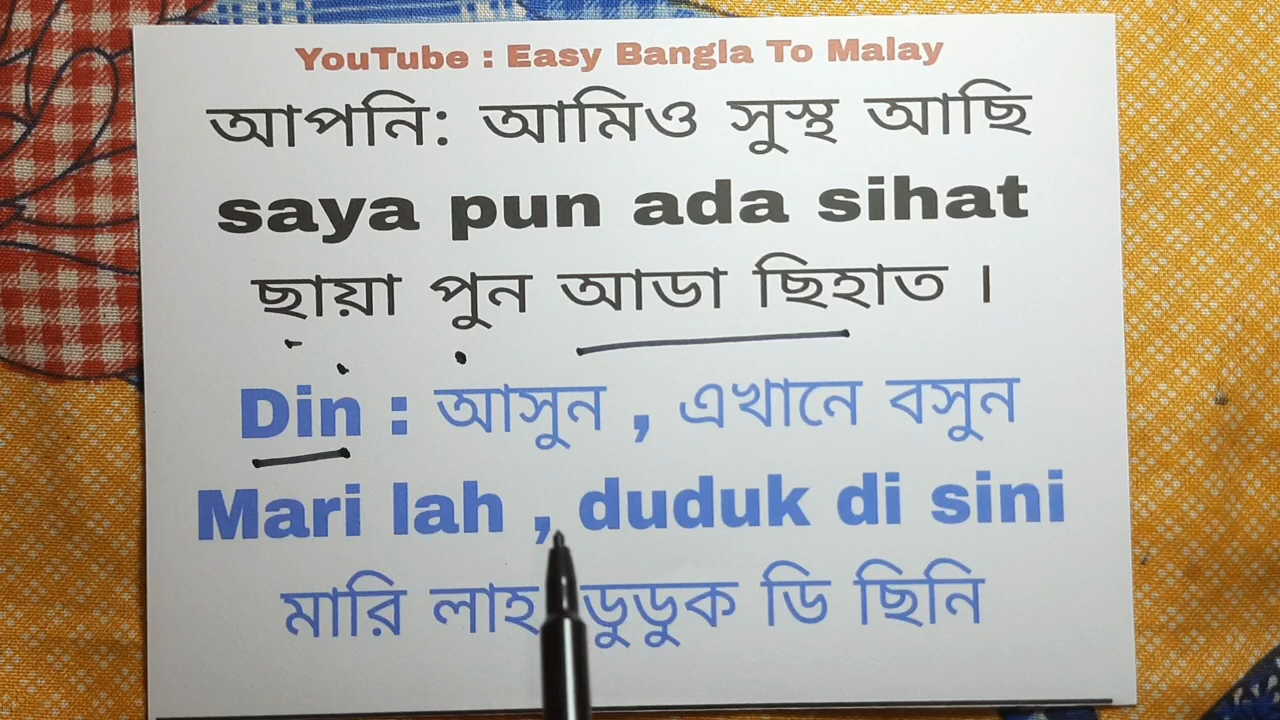 YouTube : Easy Bangla To Malay
আপনি: আমিও সুস্থ আছি
saya pun ada sihat
ছায়া পুন আডা ছিহাত ।
Din : আসুন , এখানে বসুন
Mari lah , duduk di sini
মারি লাহ ডুডুক ডি ছিনি